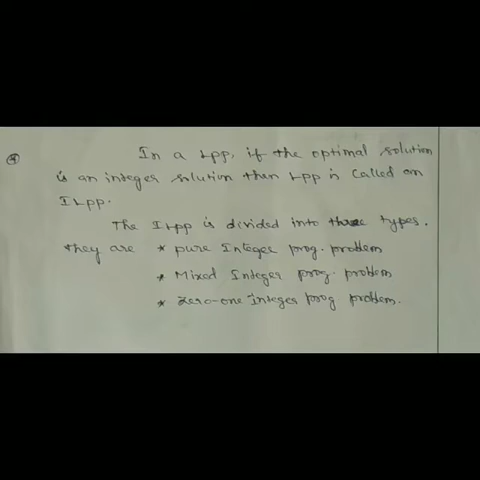 In a Lpp, if the optimal solution
is an integer solution then Lpp is called an
ILpp.
The ILpp is divided into three types.
They are * pure Integer prog. problem
* Mixed Integer prog. problem
* Zero-one Integer prog problem.